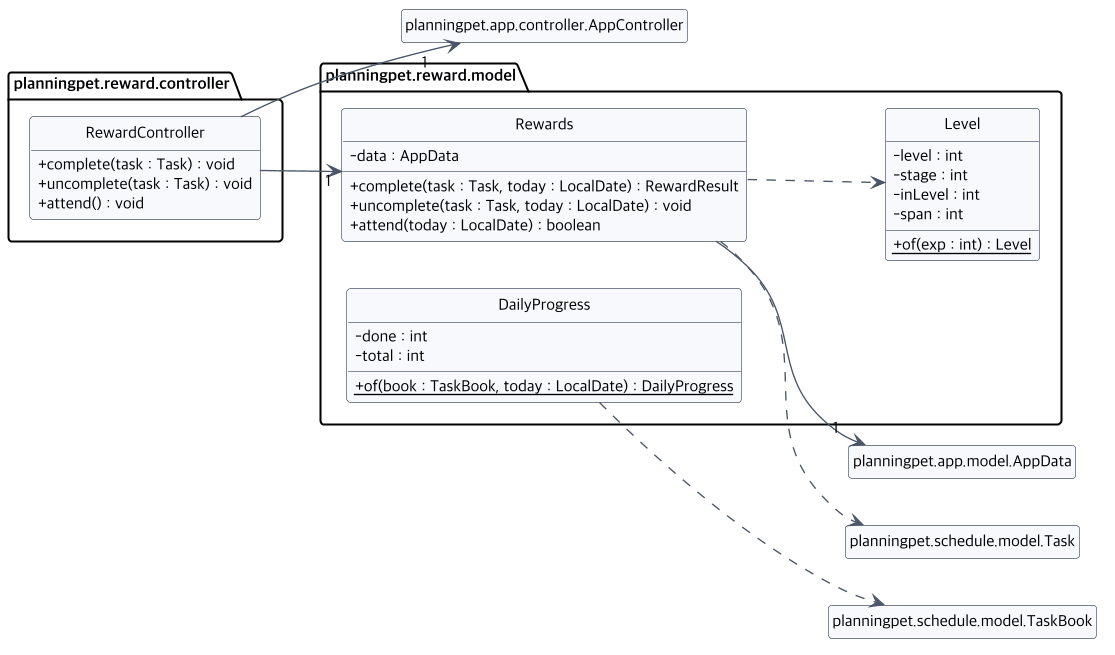 planningpet.app.controller.AppController
1
planningpet.reward.controller
RewardController
+complete(task : Task) : void
+uncomplete(task : Task) : void
+attend() : void
1
planningpet.reward.model
Rewards
-data : AppData
+complete(task : Task, today : LocalDate) : RewardResult
+uncomplete(task : Task, today : LocalDate) : void
+attend(today : LocalDate) : boolean
Level
-level : int
-stage : int
-inLevel : int
-span : int
+of(exp : int) : Level
DailyProgress
-done : int
-total : int
+of(book : TaskBook, today : LocalDate) : DailyProgress
1
planningpet.app.model.AppData
planningpet.schedule.model.Task
planningpet.schedule.model.TaskBook